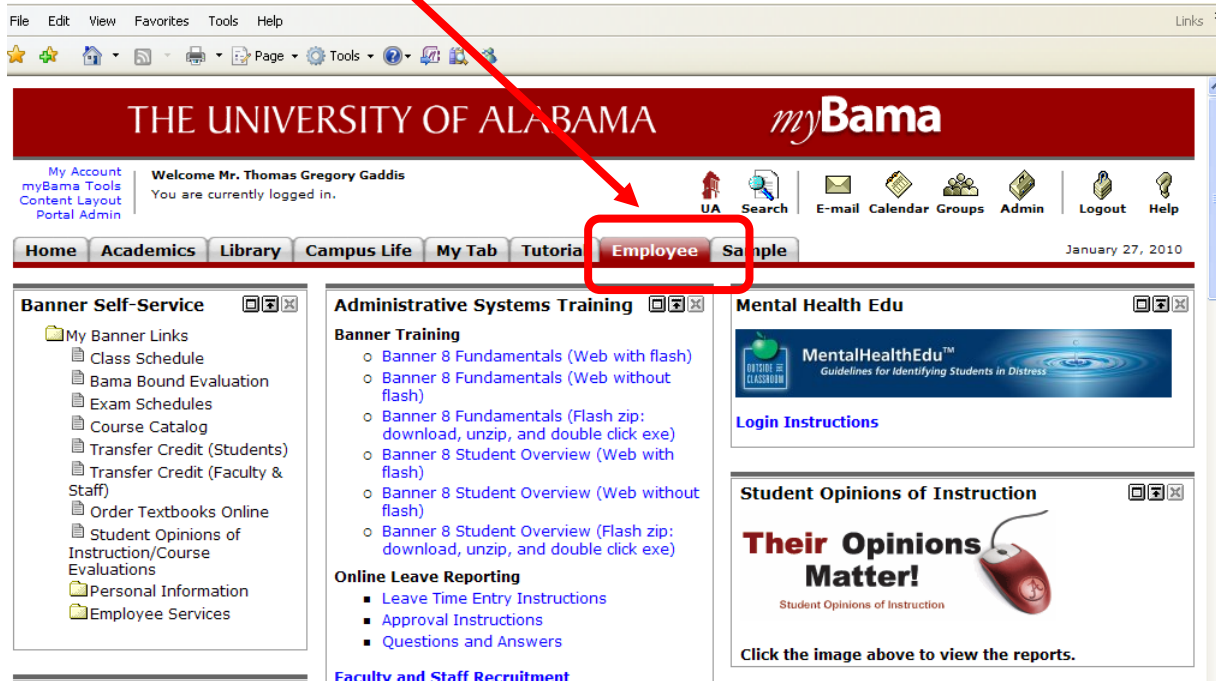 File Edit View Favorites Tools Help Links
Page Tools
THE UNIVERSITY OF ALABAMA myBama
My Account
myBama Tools
Content Layout
Portal Admin
Welcome Mr. Thomas Gregory Gaddis
You are currently logged in.
UA Search E-mail Calendar Groups Admin Logout Help
Home Academics Library Campus Life My Tab Tutorial Employee Sample January 27, 2010
Banner Self-Service
My Banner Links
Class Schedule
Bama Bound Evaluation
Exam Schedules
Course Catalog
Transfer Credit (Students)
Transfer Credit (Faculty &
Staff)
Order Textbooks Online
Student Opinions of
Instruction/Course
Evaluations
Personal Information
Employee Services
Administrative Systems Training
Banner Training
Banner 8 Fundamentals (Web with flash)
Banner 8 Fundamentals (Web without
flash)
Banner 8 Fundamentals (Flash zip:
download, unzip, and double click exe)
Banner 8 Student Overview (Web with
flash)
Banner 8 Student Overview (Web without
flash)
Banner 8 Student Overview (Flash zip:
download, unzip, and double click exe)
Online Leave Reporting
Leave Time Entry Instructions
Approval Instructions
Questions and Answers
Faculty and Staff Recruitment
Mental Health Edu
OUTSIDE THE
CLASSROOM
MentalHealthEdu™
Guidelines for Identifying Students in Distress
Login Instructions
Student Opinions of Instruction
Their Opinions
Matter!
Student Opinions of Instruction
Click the image above to view the reports.